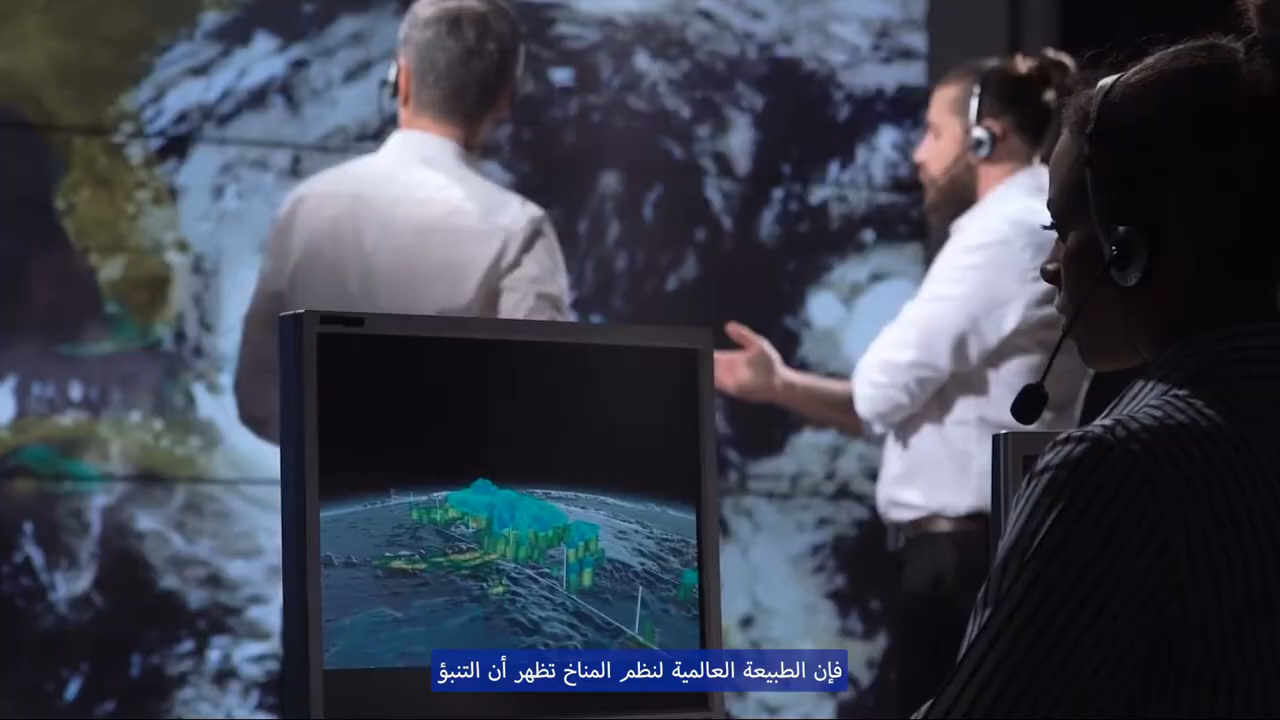 فإن الطبيعة العالمية لنظم المناخ تظهر أن التنبؤ